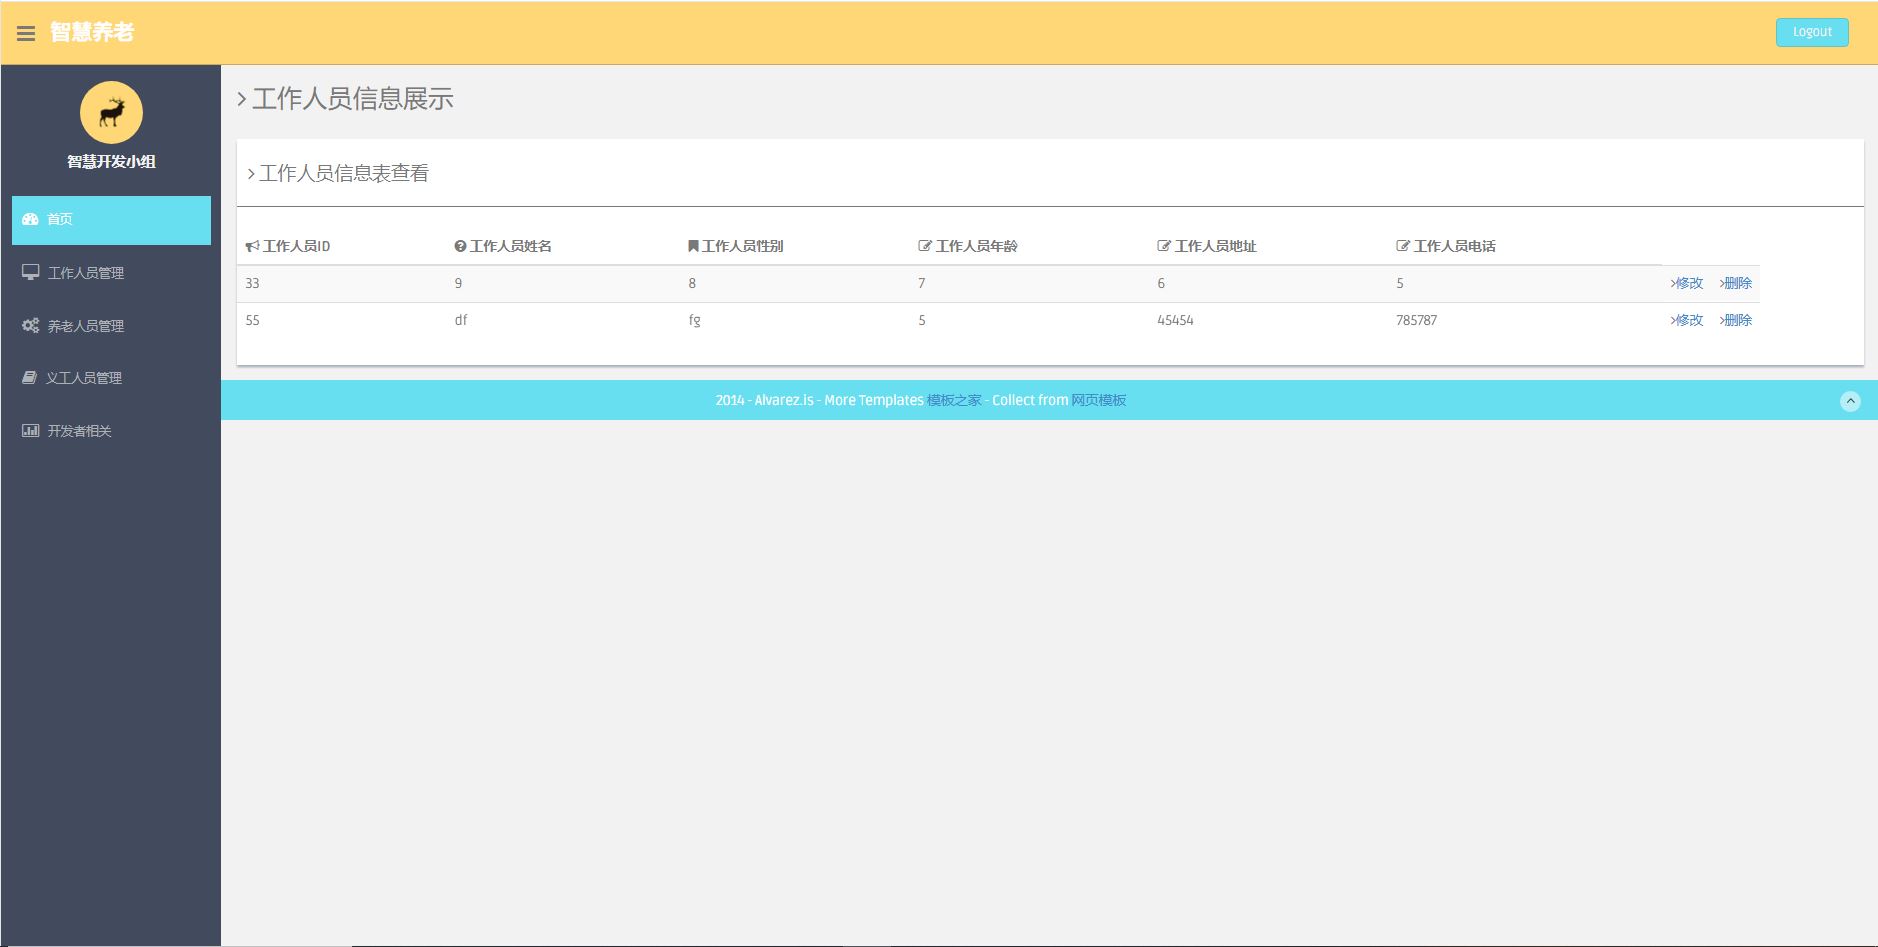 智慧养老
Logout
智慧开发小组
首页
工作人员管理
养老人员管理
义工人员管理
开发者相关
工作人员信息展示
工作人员信息表查看
工作人员ID 工作人员姓名 工作人员性别 工作人员年龄 工作人员地址 工作人员电话
33 9 8 7 6 5 修改 删除
55 df fg 5 45454 785787 修改 删除
2014 - Alvarez.is - More Templates 模板之家 - Collect from 网页模板